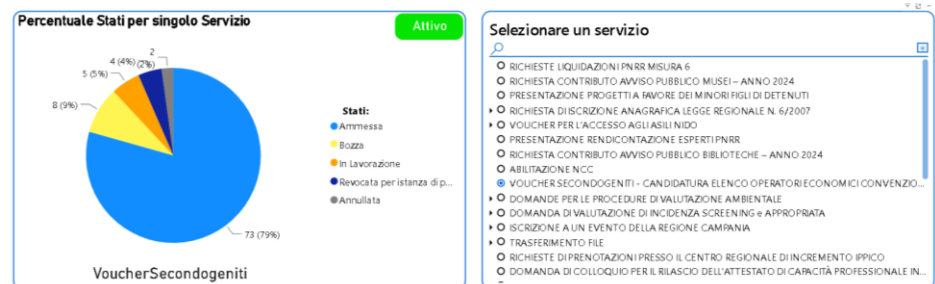 Percentuale Stati per singolo Servizio
Attivo
2
(2%)
4 (4%)
5 (5%)
8 (9%)
73 (79%)
Stati:
Ammessa
Bozza
In Lavorazione
Revocata per istanza di p...
Annullata
VoucherSecondogeniti
Selezionare un servizio
RICHIESTE LIQUIDAZIONI PNRR MISURA 6
RICHIESTA CONTRIBUTO AVVISO PUBBLICO MUSEI – ANNO 2024
PRESENTAZIONE PROGETTI A FAVORE DEI MINORI FIGLI DI DETENUTI
RICHIESTA DI ISCRIZIONE ANAGRAFICA LEGGE REGIONALE N. 6/2007
VOUCHER PER L'ACCESSO AGLI ASILI NIDO
PRESENTAZIONE RENDICONTAZIONE ESPERTI PNRR
RICHIESTA CONTRIBUTO AVVISO PUBBLICO BIBLIOTECHE – ANNO 2024
ABILITAZIONE NCC
VOUCHER SECONDOGENITI - CANDIDATURA ELENCO OPERATORI ECONOMICI CONVENZIO...
DOMANDE PER LE PROCEDURE DI VALUTAZIONE AMBIENTALE
DOMANDA DI VALUTAZIONE DI INCIDENZA SCREENING e APPROPRIATA
ISCRIZIONE A UN EVENTO DELLA REGIONE CAMPANIA
TRASFERIMENTO FILE
RICHIESTE DI PRENOTAZIONI PRESSO IL CENTRO REGIONALE DI INCREMENTO IPPICO
DOMANDA DI COLLOQUIO PER IL RILASCIO DELL'ATTESTATO DI CAPACITÀ PROFESSIONALE IN...